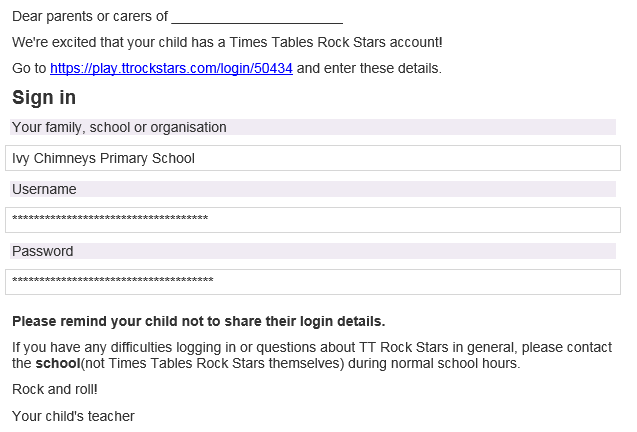 Dear parents or carers of ______________________
We're excited that your child has a Times Tables Rock Stars account!
Go to https://play.ttrockstars.com/login/50434 and enter these details.
Sign in
Your family, school or organisation
Ivy Chimneys Primary School
Username
************************************
Password
*************************************
Please remind your child not to share their login details.
If you have any difficulties logging in or questions about TT Rock Stars in general, please contact
the school(not Times Tables Rock Stars themselves) during normal school hours.
Rock and roll!
Your child's teacher